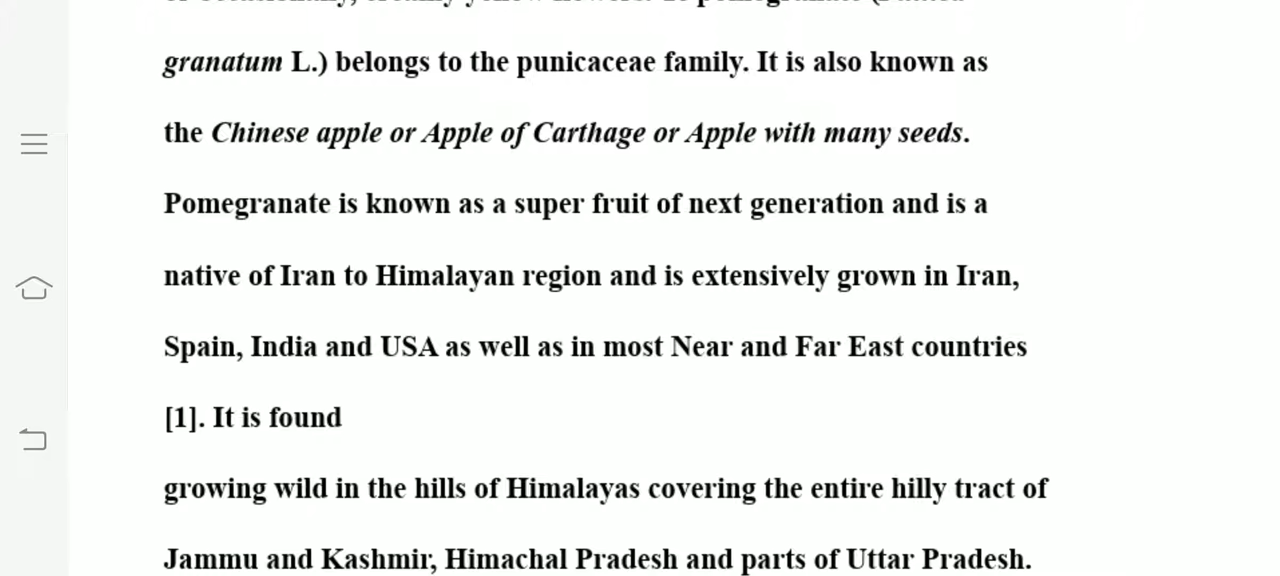 granatum L.) belongs to the punicaceae family. It is also known as
the Chinese apple or Apple of Carthage or Apple with many seeds.
Pomegranate is known as a super fruit of next generation and is a
native of Iran to Himalayan region and is extensively grown in Iran,
Spain, India and USA as well as in most Near and Far East countries
[1]. It is found
growing wild in the hills of Himalayas covering the entire hilly tract of
Jammu and Kashmir, Himachal Pradesh and parts of Uttar Pradesh.